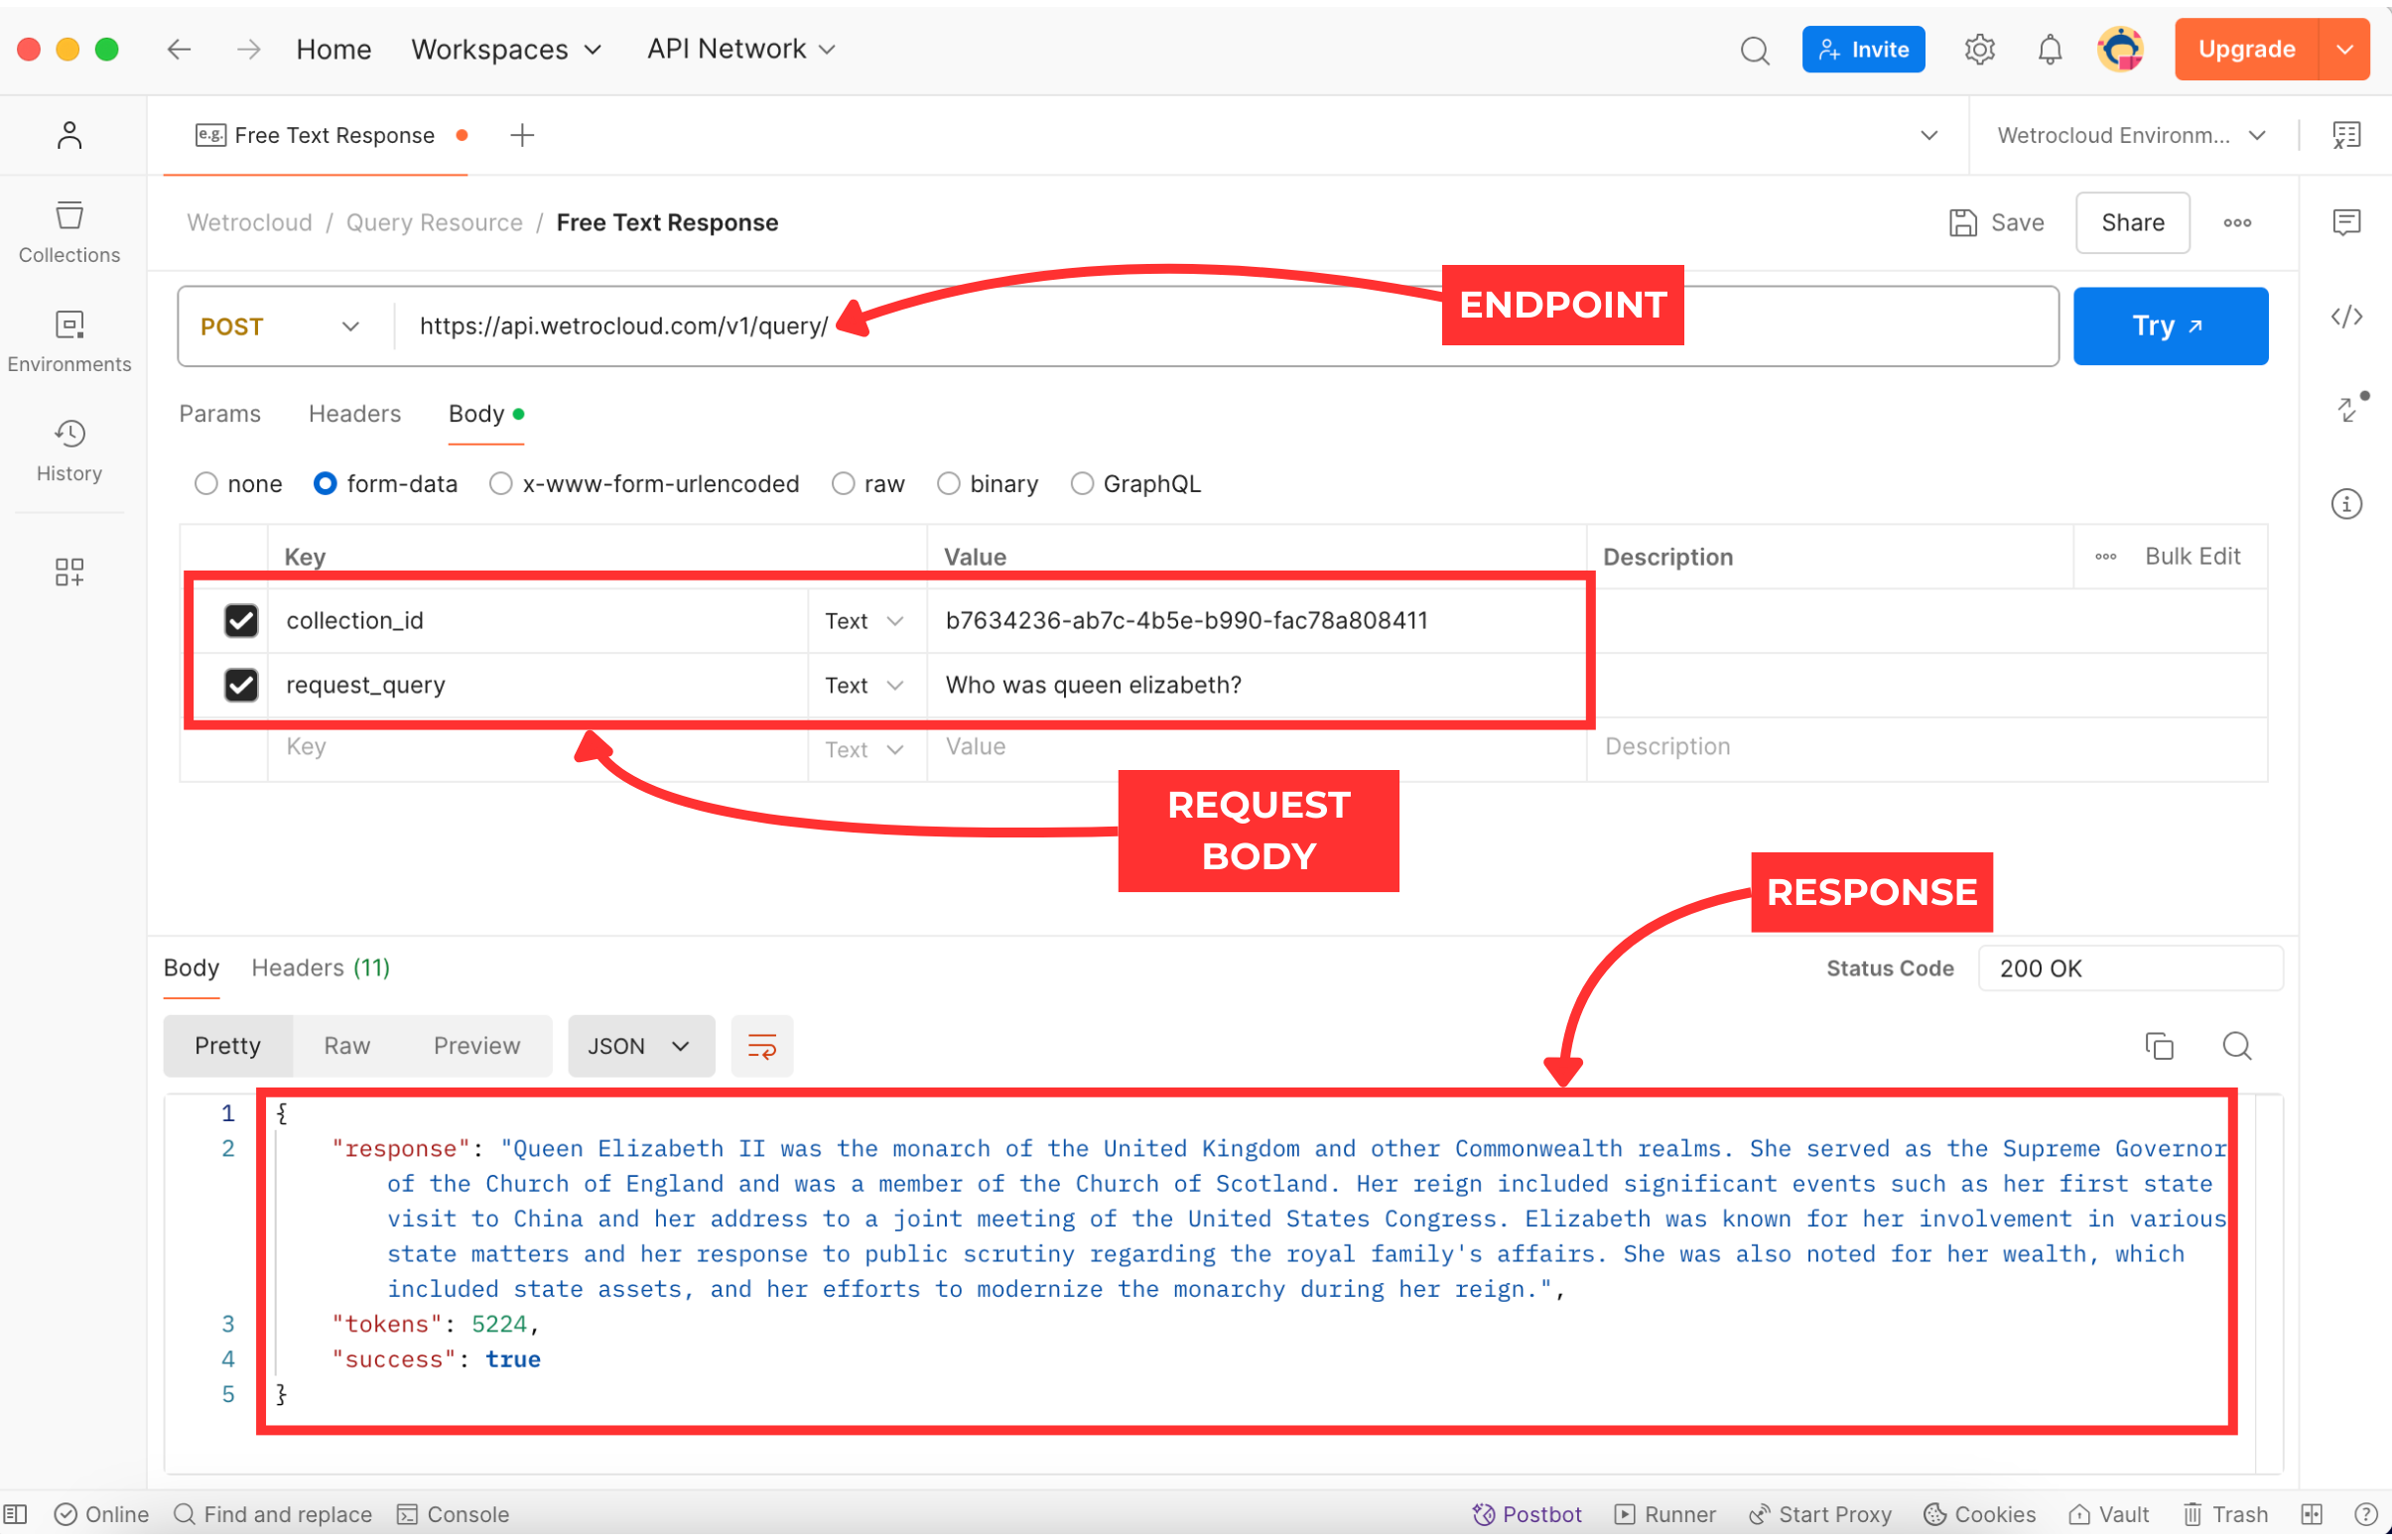 Home Workspaces API Network Invite Upgrade
e.g. Free Text Response Wetrocloud Environm...
Wetrocloud / Query Resource / Free Text Response Save Share
Collections
Environments
History
ENDPOINT
POST https://api.wetrocloud.com/v1/query/ Try
Params Headers Body
none form-data x-www-form-urlencoded raw binary GraphQL
Key Value Description Bulk Edit
collection_id Text b7634236-ab7c-4b5e-b990-fac78a808411
request_query Text Who was queen elizabeth?
Key Text Value Description
REQUEST
BODY
RESPONSE
Body Headers (11) Status Code 200 OK
Pretty Raw Preview JSON
1 {
2 "response": "Queen Elizabeth II was the monarch of the United Kingdom and other Commonwealth realms. She served as the Supreme Governor
of the Church of England and was a member of the Church of Scotland. Her reign included significant events such as her first state
visit to China and her address to a joint meeting of the United States Congress. Elizabeth was known for her involvement in various
state matters and her response to public scrutiny regarding the royal family's affairs. She was also noted for her wealth, which
included state assets, and her efforts to modernize the monarchy during her reign.",
3 "tokens": 5224,
4 "success": true
5 }
Online Find and replace Console Postbot Runner Start Proxy Cookies Vault Trash